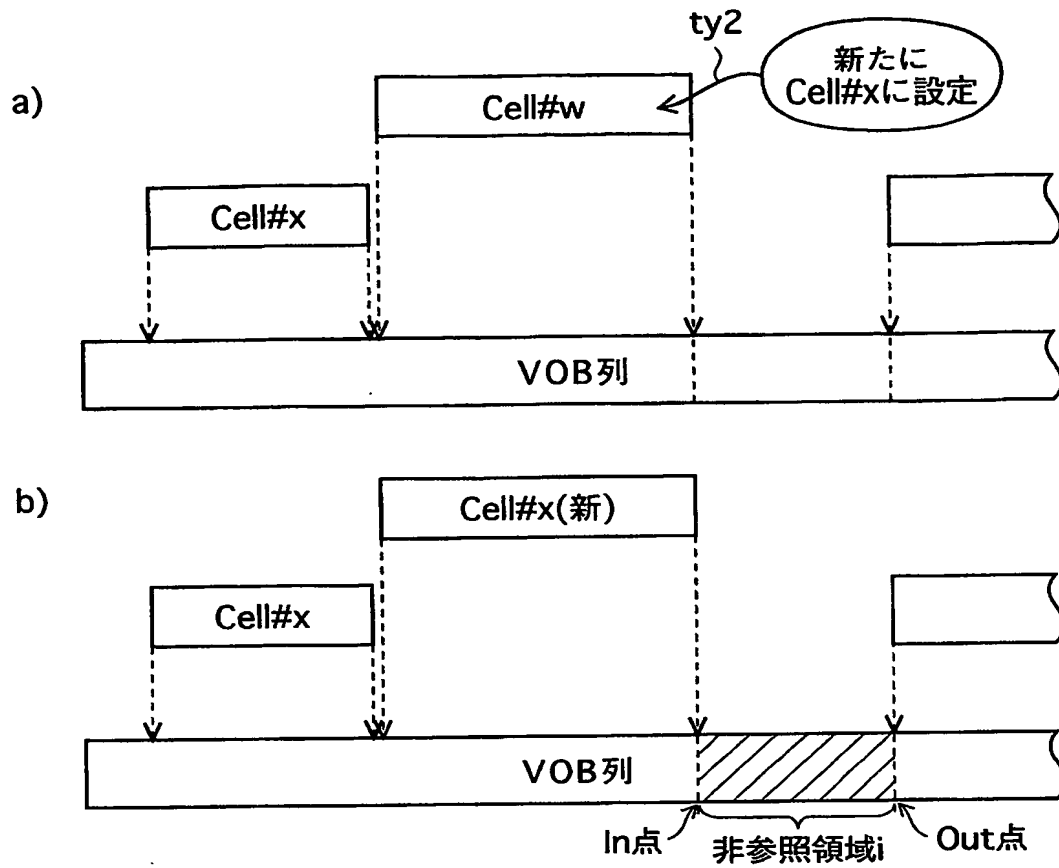 ty2
a)
新たに
Cell#xに設定
Cell#w
Cell#x
VOB列
b)
Cell#x(新)
Cell#x
VOB列
In点
非参照領域i
Out点